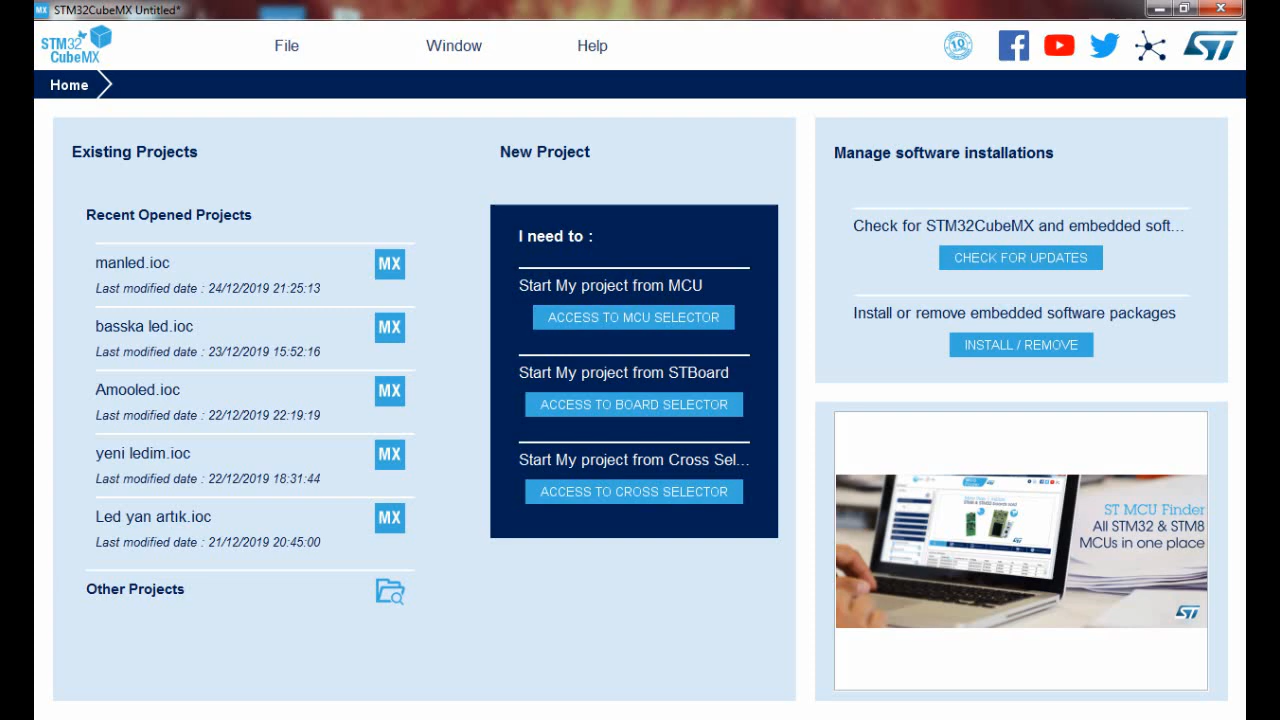 MX STM32CubeMX Untitled*
STM32
CubeMX
File Window Help
10
ST
Home
Existing Projects
Recent Opened Projects
manled.ioc
MX
Last modified date : 24/12/2019 21:25:13
basska led.ioc
MX
Last modified date : 23/12/2019 15:52:16
Amooled.ioc
MX
Last modified date : 22/12/2019 22:19:19
yeni ledim.ioc
MX
Last modified date : 22/12/2019 18:31:44
Led yan artık.ioc
MX
Last modified date : 21/12/2019 20:45:00
Other Projects
New Project
I need to :
Start My project from MCU
ACCESS TO MCU SELECTOR
Start My project from STBoard
ACCESS TO BOARD SELECTOR
Start My project from Cross Sel...
ACCESS TO CROSS SELECTOR
Manage software installations
Check for STM32CubeMX and embedded soft...
CHECK FOR UPDATES
Install or remove embedded software packages
INSTALL / REMOVE
ST MCU Finder
All STM32 & STM8
MCUs in one place
ST